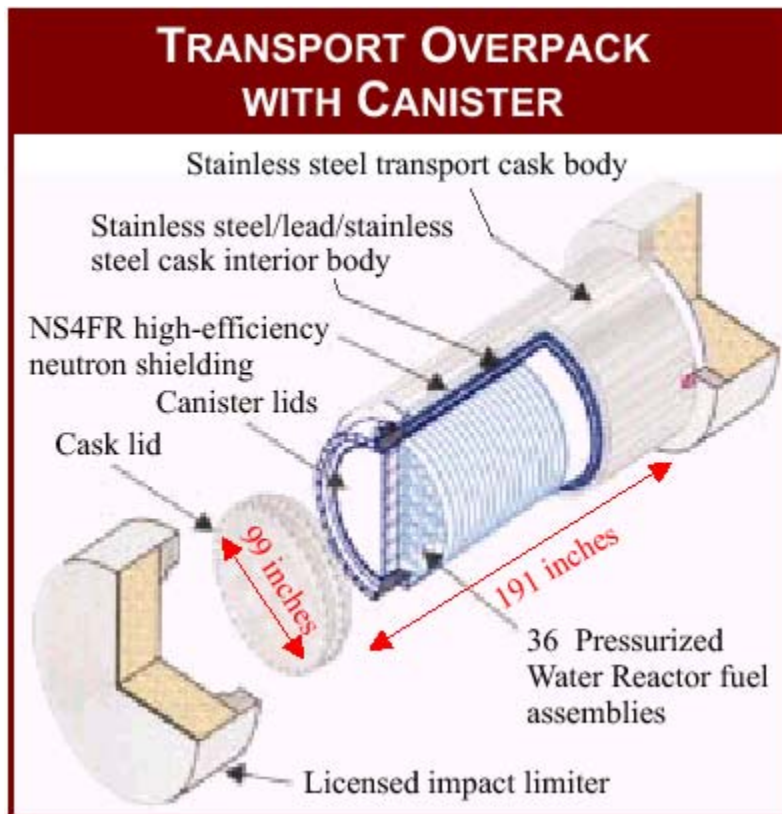 TRANSPORT OVERPACK
WITH CANISTER
Stainless steel transport cask body
Stainless steel/lead/stainless
steel cask interior body
NS4FR high-efficiency
neutron shielding
Canister lids
Cask lid
99 inches
191 inches
36 Pressurized
Water Reactor fuel
assemblies
Licensed impact limiter